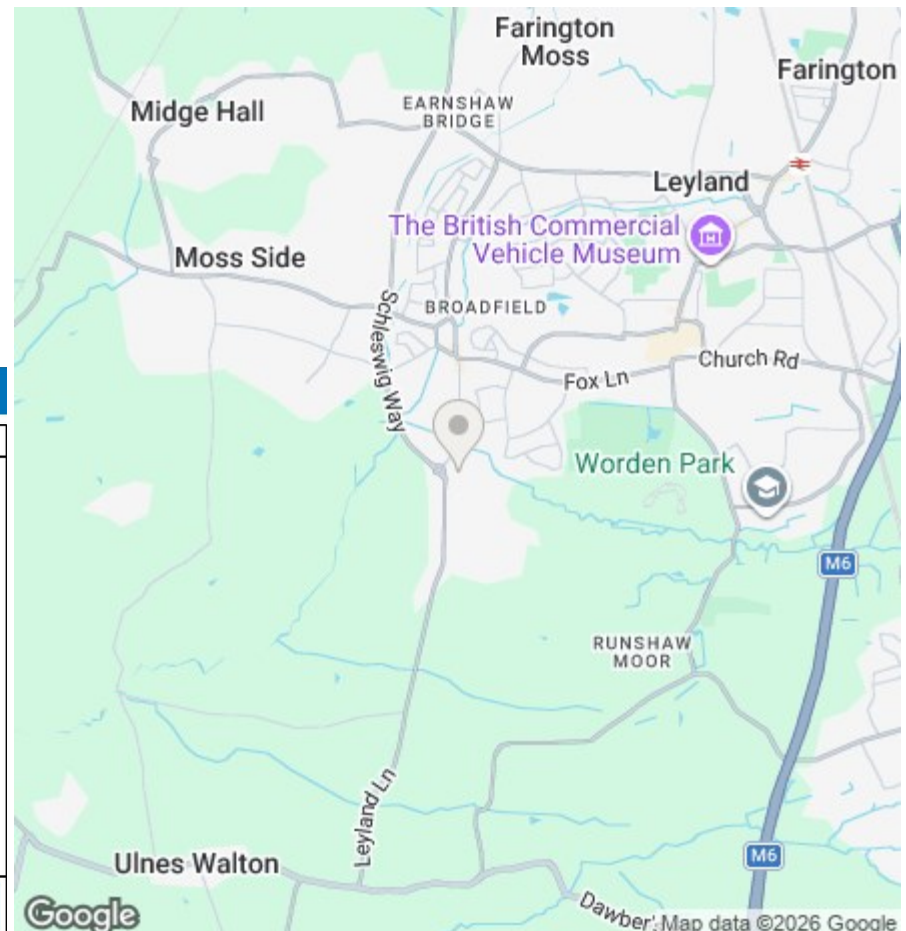 Farington
Moss
Farington
Midge Hall
EARNSHAW
BRIDGE
Leyland
The British Commercial
Vehicle Museum
Moss Side
BROADFIELD
Schleswig Way
Church Rd
Fox Ln
Worden Park
M6
RUNSHAW
MOOR
Leyland Ln
M6
Ulnes Walton
Dawber's
Google
Map data ©2026 Google